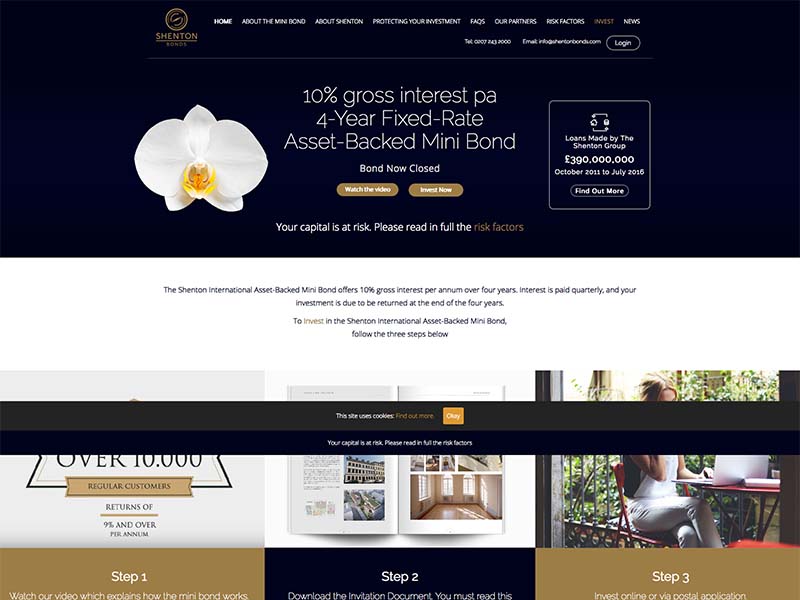 SHENTON
BONDS
HOME ABOUT THE MINI BOND ABOUT SHENTON PROTECTING YOUR INVESTMENT FAQS OUR PARTNERS RISK FACTORS INVEST NEWS
Tel: 0207 243 2000 Email: info@shentonbonds.com Login
10% gross interest pa
4-Year Fixed-Rate
Asset-Backed Mini Bond
Bond Now Closed
Watch the video Invest Now
Loans Made by The
Shenton Group
£390,000,000
October 2011 to July 2016
Find Out More
Your capital is at risk. Please read in full the risk factors
The Shenton International Asset-Backed Mini Bond offers 10% gross interest per annum over four years. Interest is paid quarterly, and your
investment is due to be returned at the end of the four years.
To Invest in the Shenton International Asset-Backed Mini Bond,
follow the three steps below
This site uses cookies: Find out more. Okay
Your capital is at risk. Please read in full the risk factors
OVER 10.000
REGULAR CUSTOMERS
RETURNS OF
9% AND OVER
PER ANNUM
Step 1
Watch our video which explains how the mini bond works.
Step 2
Download the Invitation Document. You must read this
Step 3
Invest online or via postal application.